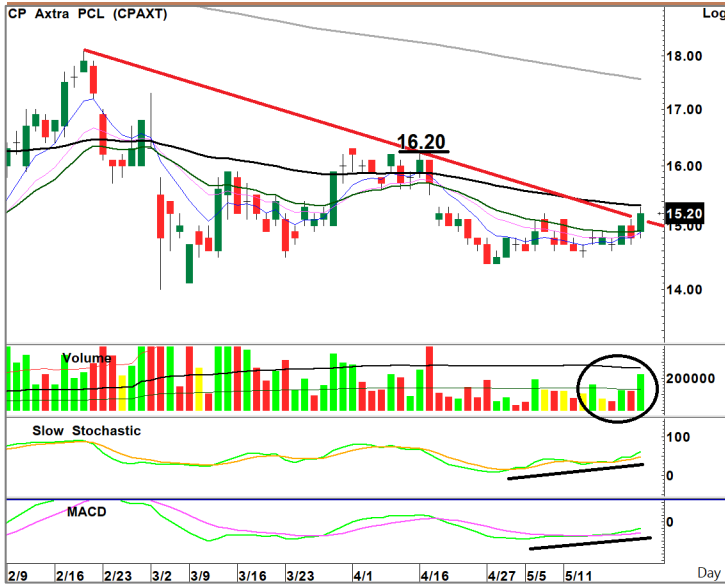 CP Axtra PCL (CPAXT)
Log
18.00
17.00
16.20
16.00
15.20
15.00
14.00
Volume
200000
Slow Stochastic
100
0
MACD
0
2/9 2/16 2/23 3/2 3/9 3/16 3/23 4/1 4/16 4/27 5/5 5/11 Day